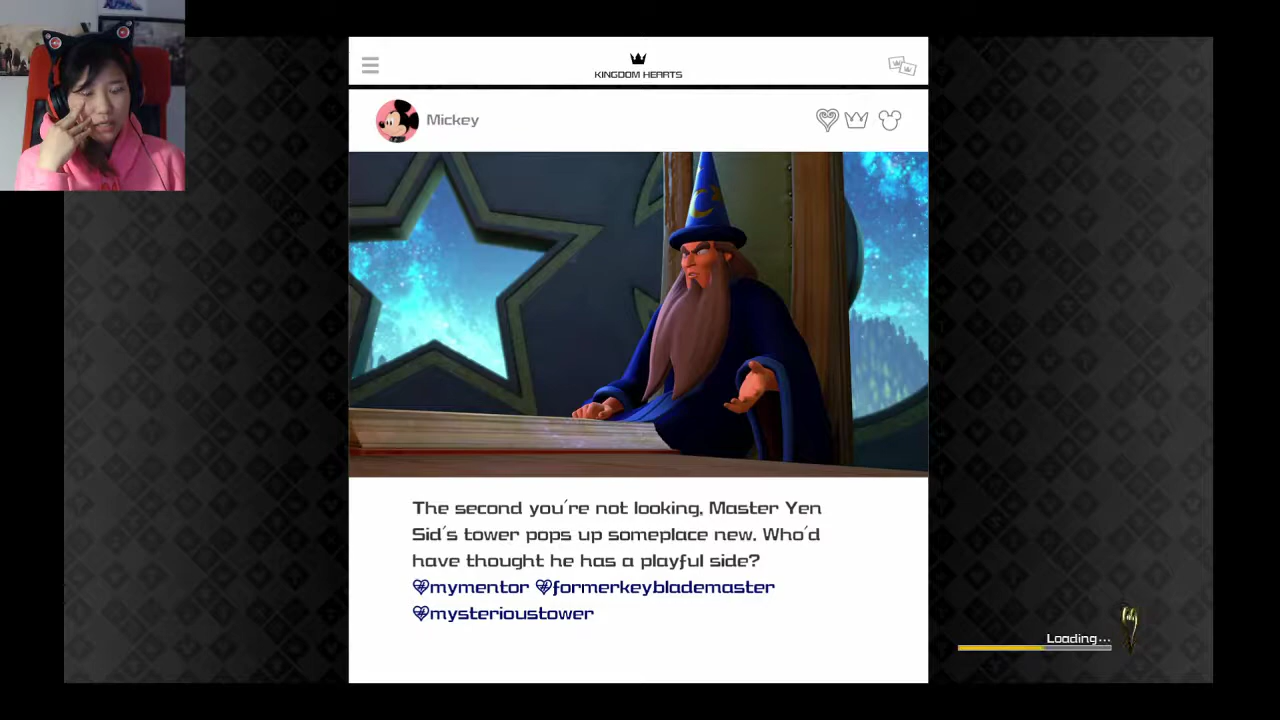 KINGDOM HEARTS
Mickey
The second you're not looking, Master Yen
Sid's tower pops up someplace new. Who'd
have thought he has a playful side?
mymentor formerkeyblademaster
mysterioustower
Loading...